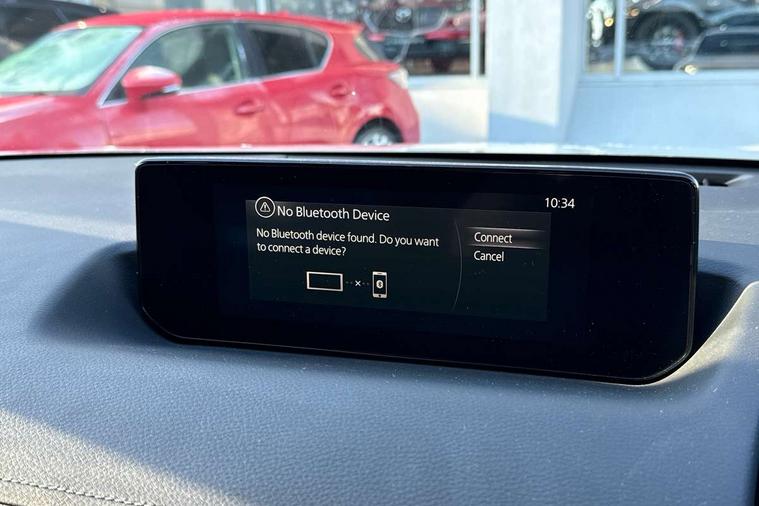 10:34
No Bluetooth Device
No Bluetooth device found. Do you want
to connect a device?
Connect
Cancel